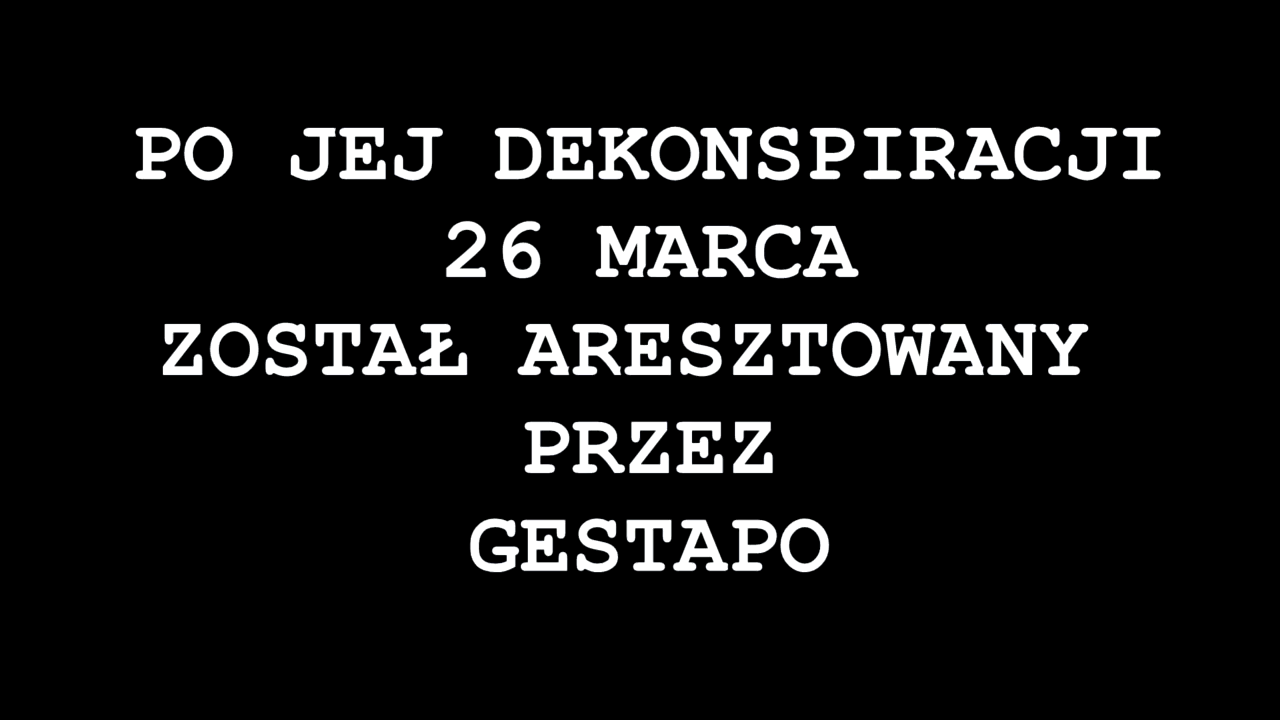 PO JEJ DEKONSPIRACJI
26 MARCA
ZOSTAŁ ARESZTOWANY
PRZEZ
GESTAPO